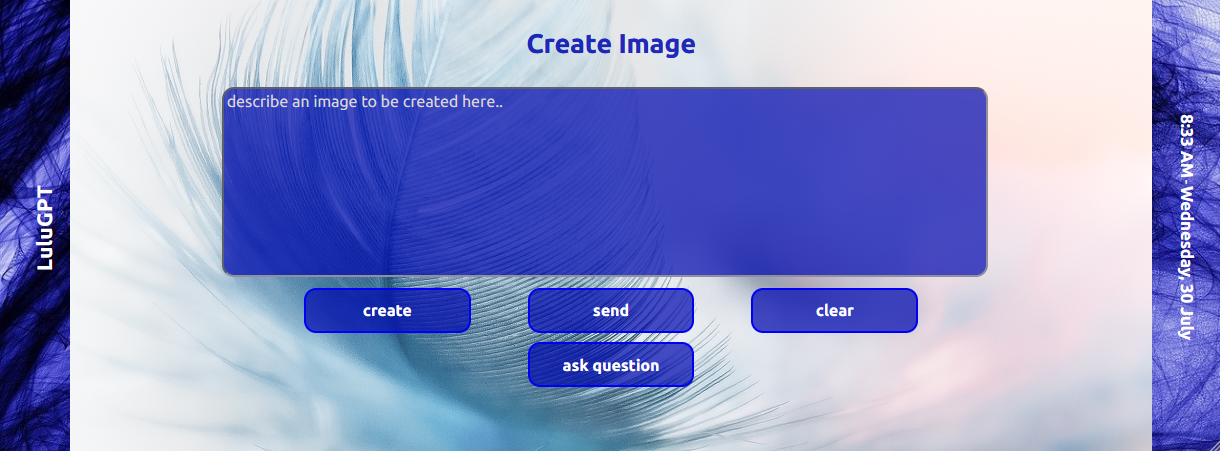 LuluGPT
Create Image
describe an image to be created here..
create
send
clear
ask question
8:33 AM - Wednesday, 30 July